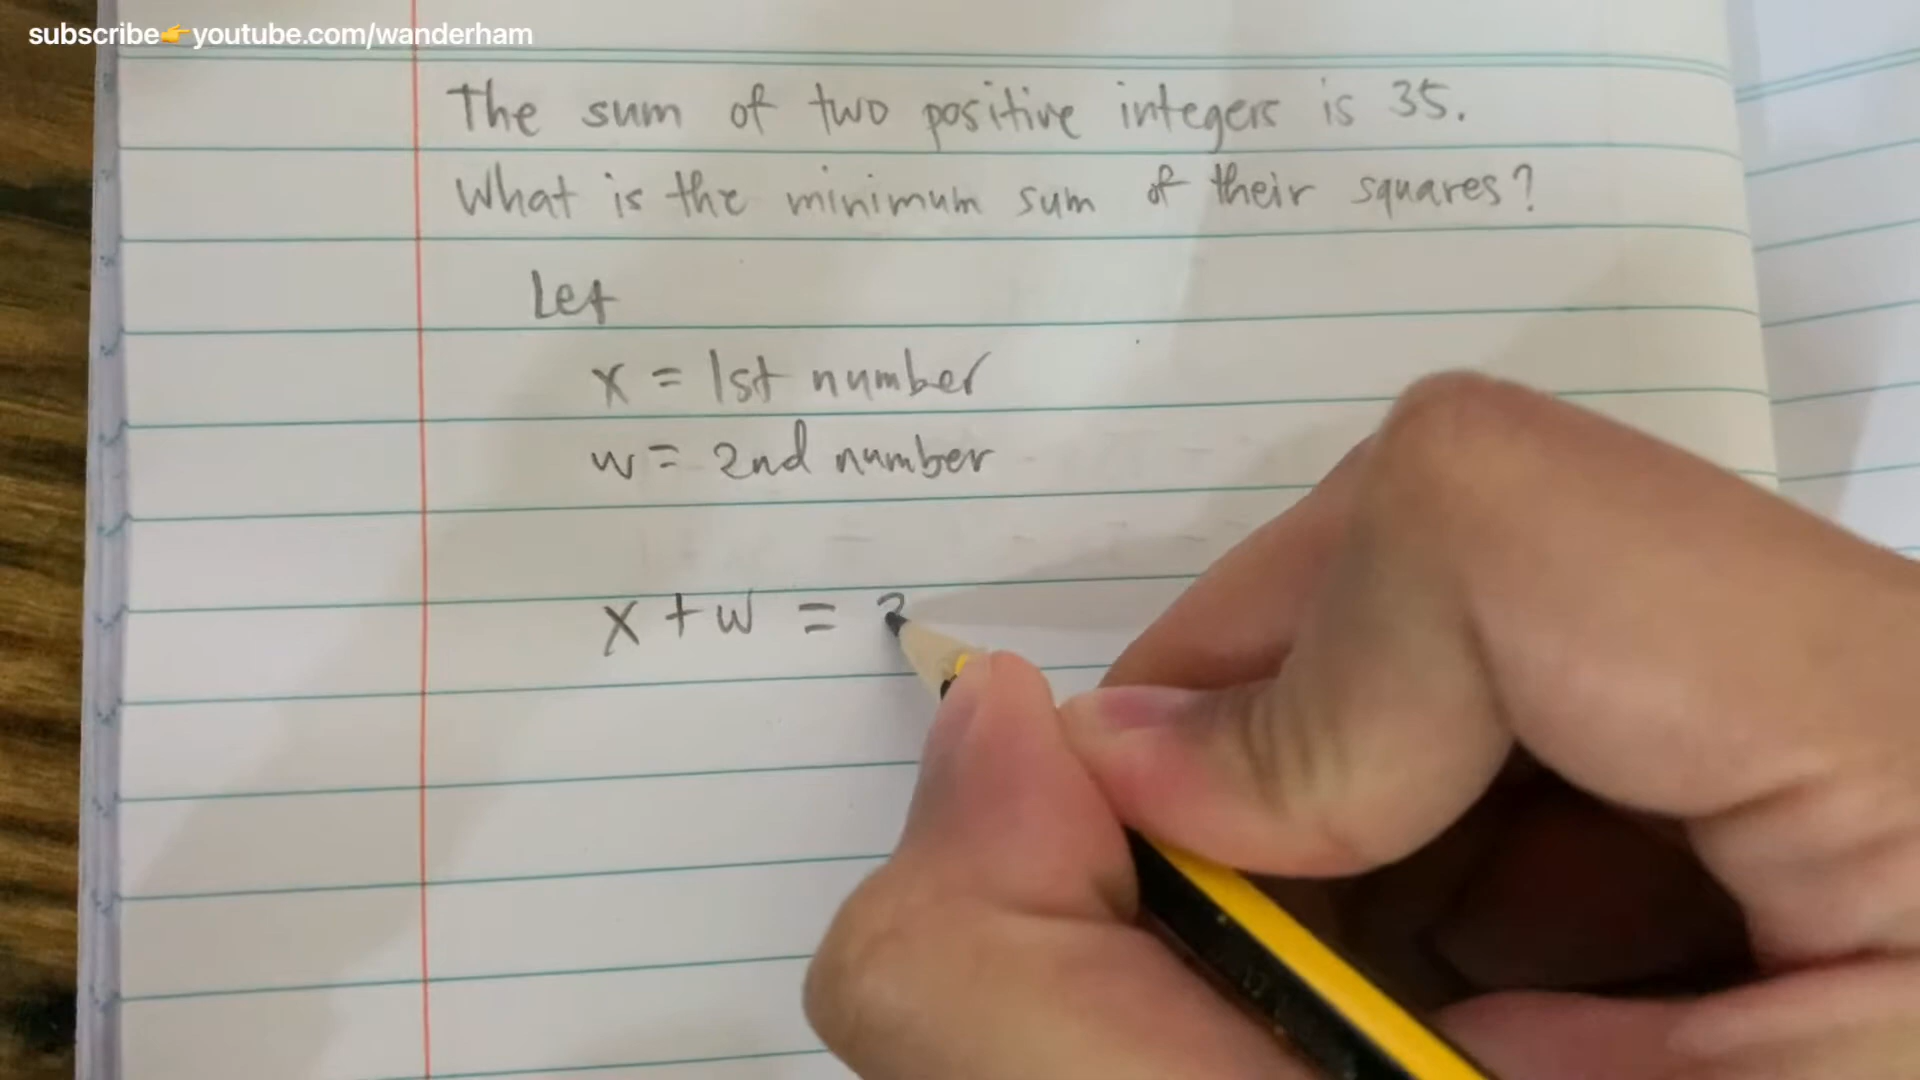 subscribe👉youtube.com/wanderham
The sum of two positive integers is 35.
What is the minimum sum of their squares?
Let
x = 1st number
w = 2nd number
x + w =